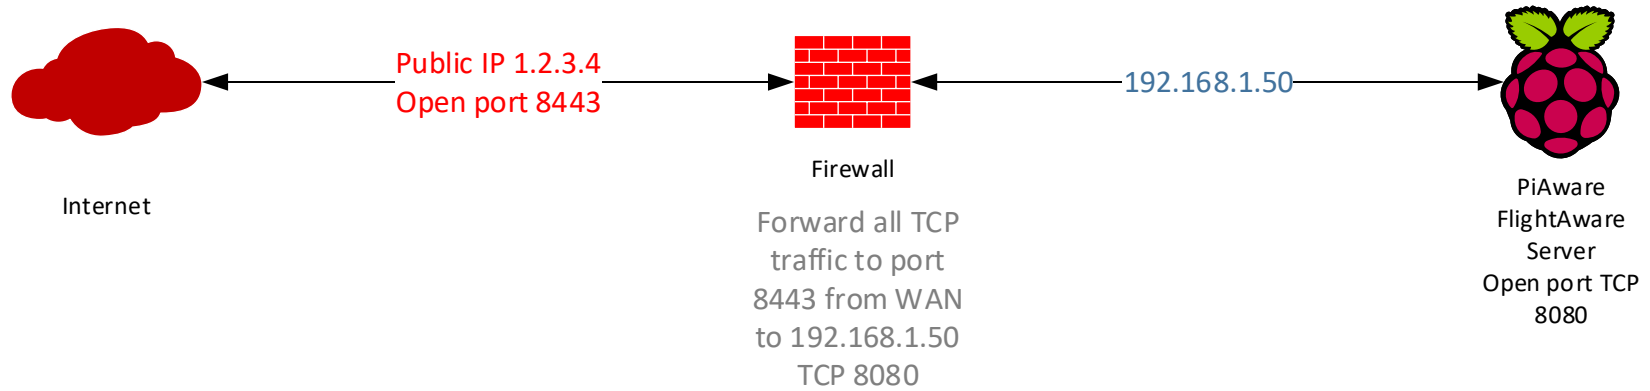 Public IP 1.2.3.4
Open port 8443
192.168.1.50
Internet
Firewall
Forward all TCP
traffic to port
8443 from WAN
to 192.168.1.50
TCP 8080
PiAware
FlightAware
Server
Open port TCP
8080